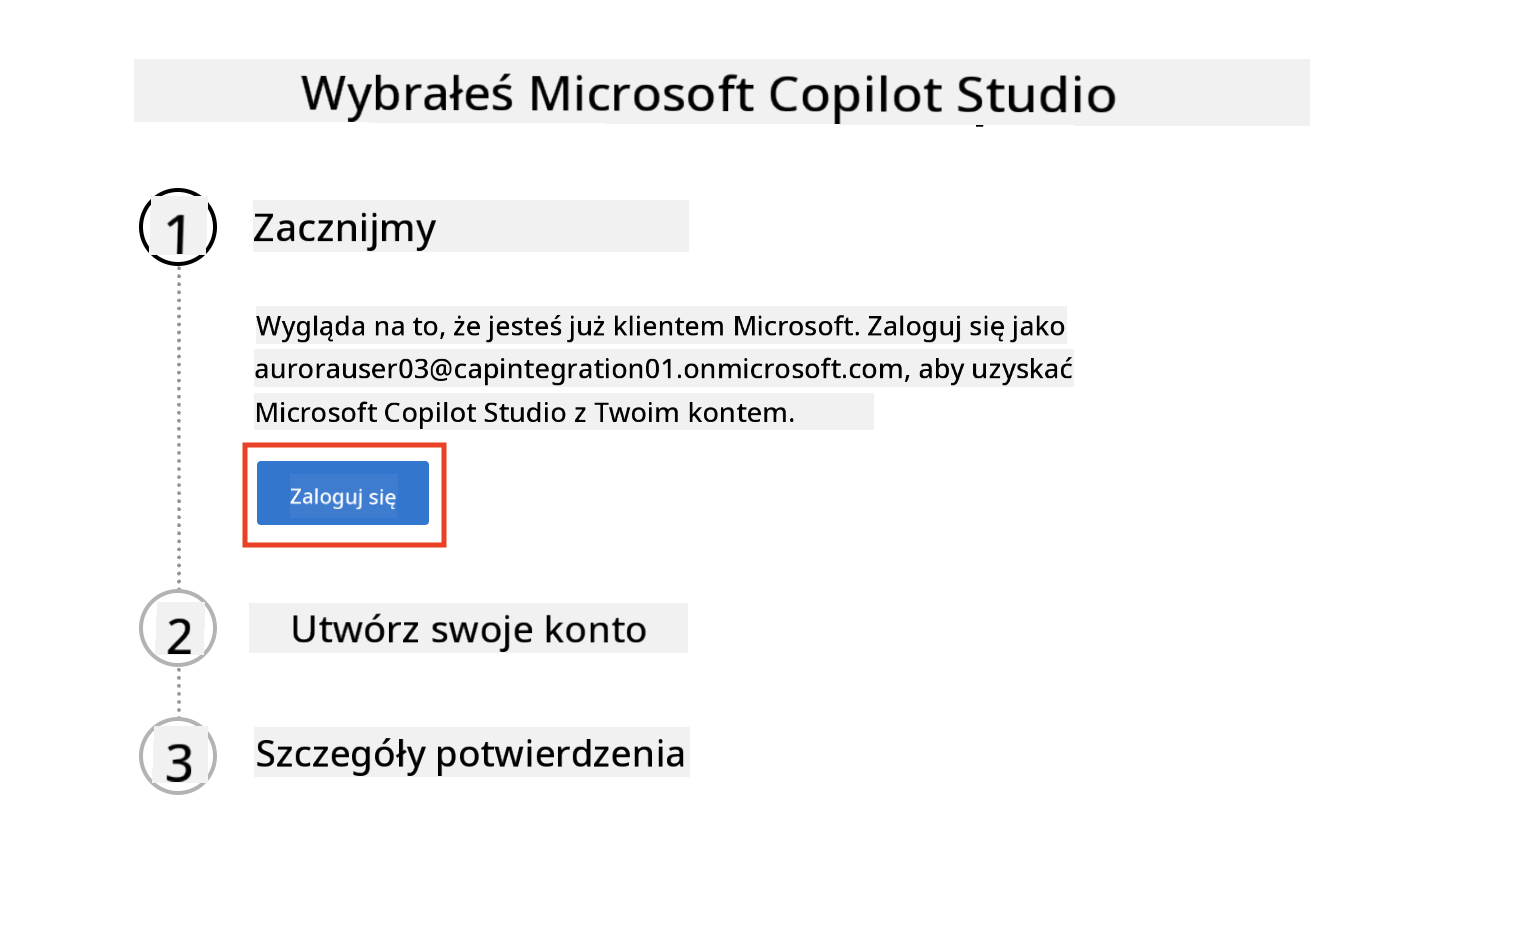 Wybrałeś Microsoft Copilot Studio
1
Zacznijmy
Wygląda na to, że jesteś już klientem Microsoft. Zaloguj się jako
aurorauser03@capintegration01.onmicrosoft.com, aby uzyskać
Microsoft Copilot Studio z Twoim kontem.
Zaloguj się
2
Utwórz swoje konto
3
Szczegóły potwierdzenia